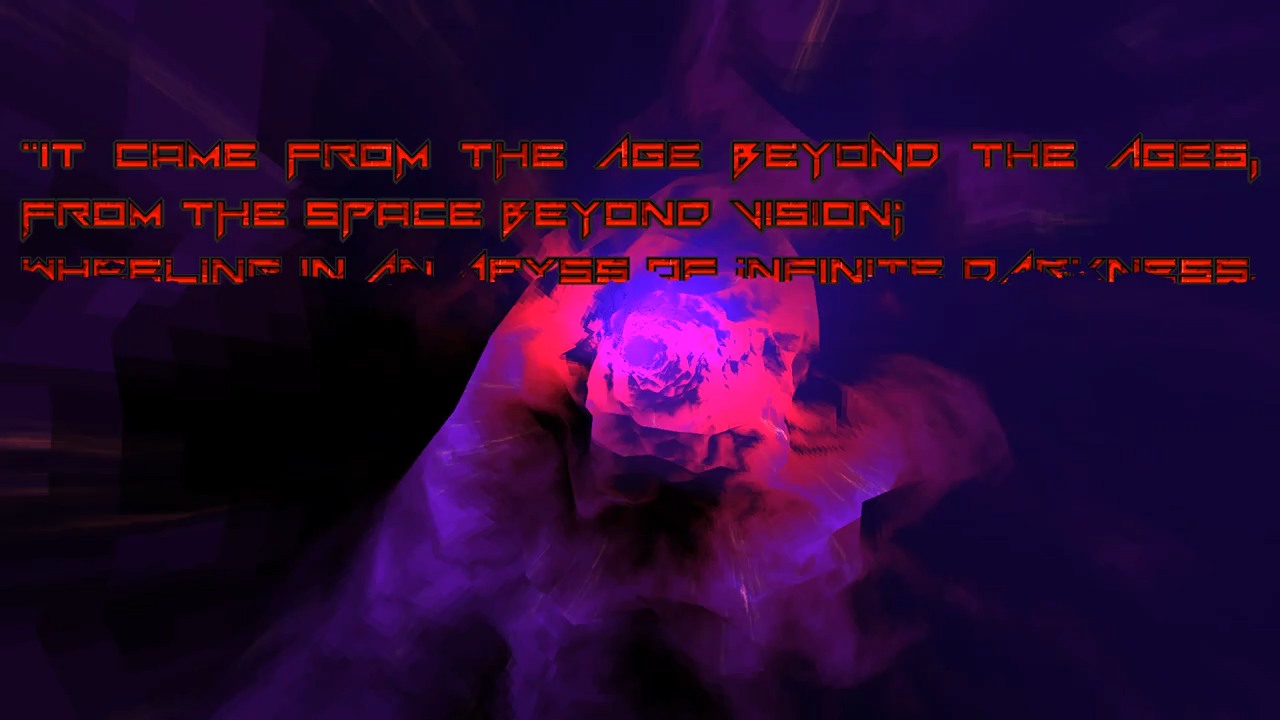 "IT CAME FROM THE AGE BEYOND THE AGES,
FROM THE SPACE BEYOND VISION;
WHEELING IN AN ABYSS OF INFINITE DARKNESS.